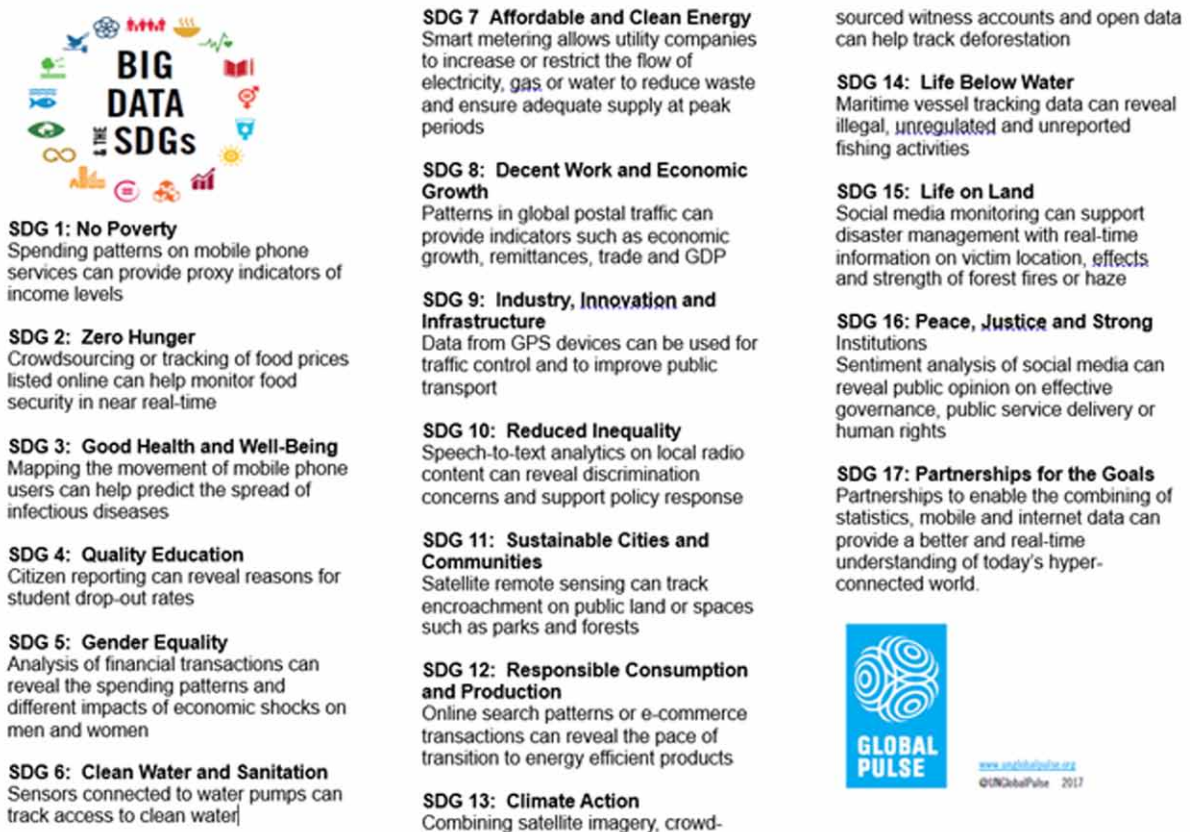 BIG
DATA
& THE
SDGs
SDG 1: No Poverty
Spending patterns on mobile phone
services can provide proxy indicators of
income levels
SDG 2:  Zero Hunger
Crowdsourcing or tracking of food prices
listed online can help monitor food
security in near real-time
SDG 3:  Good Health and Well-Being
Mapping the movement of mobile phone
users can help predict the spread of
infectious diseases
SDG 4:  Quality Education
Citizen reporting can reveal reasons for
student drop-out rates
SDG 5:  Gender Equality
Analysis of financial transactions can
reveal the spending patterns and
different impacts of economic shocks on
men and women
SDG 6:  Clean Water and Sanitation
Sensors connected to water pumps can
track access to clean water
SDG 7  Affordable and Clean Energy
Smart metering allows utility companies
to increase or restrict the flow of
electricity, gas or water to reduce waste
and ensure adequate supply at peak
periods
SDG 8:  Decent Work and Economic
Growth
Patterns in global postal traffic can
provide indicators such as economic
growth, remittances, trade and GDP
SDG 9:  Industry, Innovation and
Infrastructure
Data from GPS devices can be used for
traffic control and to improve public
transport
SDG 10:  Reduced Inequality
Speech-to-text analytics on local radio
content can reveal discrimination
concerns and support policy response
SDG 11:  Sustainable Cities and
Communities
Satellite remote sensing can track
encroachment on public land or spaces
such as parks and forests
SDG 12:  Responsible Consumption
and Production
Online search patterns or e-commerce
transactions can reveal the pace of
transition to energy efficient products
SDG 13:  Climate Action
Combining satellite imagery, crowd-
sourced witness accounts and open data
can help track deforestation
SDG 14:  Life Below Water
Maritime vessel tracking data can reveal
illegal, unregulated and unreported
fishing activities
SDG 15:  Life on Land
Social media monitoring can support
disaster management with real-time
information on victim location, effects
and strength of forest fires or haze
SDG 16: Peace, Justice and Strong
Institutions
Sentiment analysis of social media can
reveal public opinion on effective
governance, public service delivery or
human rights
SDG 17: Partnerships for the Goals
Partnerships to enable the combining of
statistics, mobile and internet data can
provide a better and real-time
understanding of today's hyper-
connected world.
GLOBAL
PULSE
www.unglobalpulse.org
@UNGlobalPulse 2017